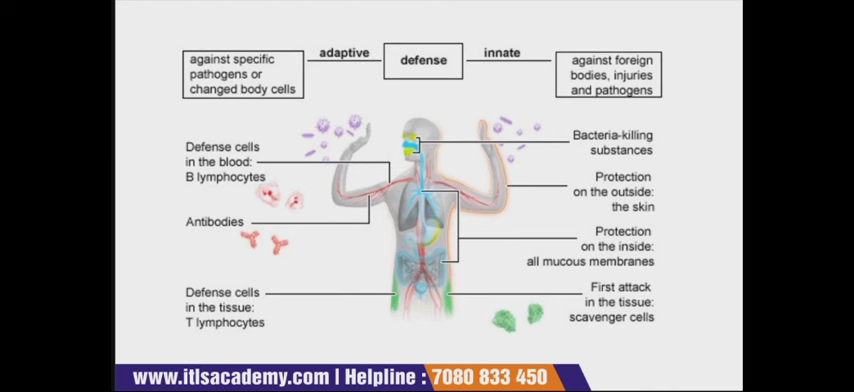 adaptive
defense
innate
against specific
pathogens or
changed body cells
against foreign
bodies, injuries
and pathogens
Defense cells
in the blood:
B lymphocytes
Antibodies
Defense cells
in the tissue:
T lymphocytes
Bacteria-killing
substances
Protection
on the outside:
the skin
Protection
on the inside:
all mucous membranes
First attack
in the tissue:
scavenger cells
www.itlsacademy.com | Helpline : 7080 833 450